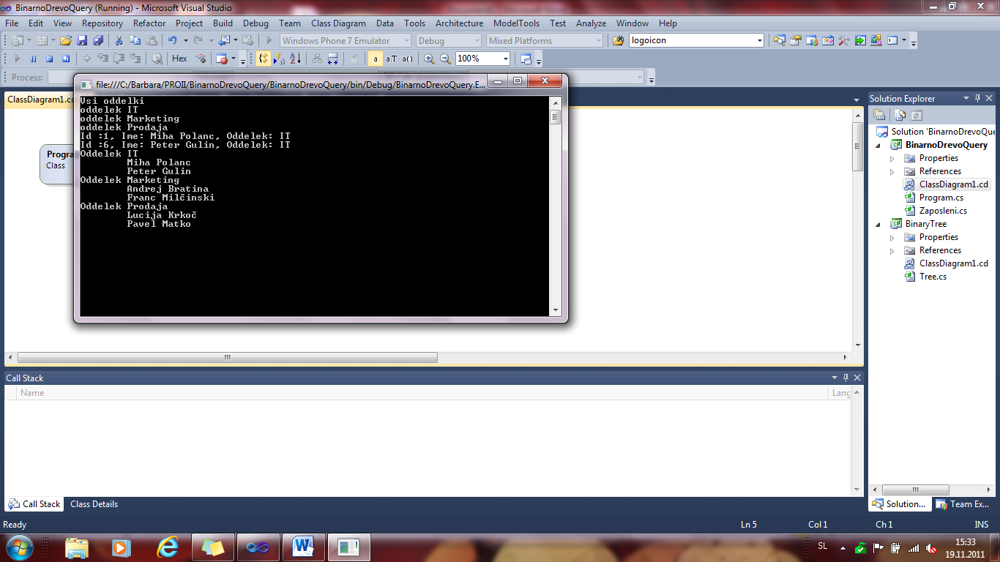 BinarnoDrevoQuery (Running) - Microsoft Visual Studio
File Edit View Repository Refactor Project Build Debug Team Class Diagram Data Tools Architecture ModelTools Test Analyze Window Help
Windows Phone 7 Emulator Debug Mixed Platforms logoicon
Hex a a.T a() 100%
Process:
file:///C:/Barbara/PROII/BinarnoDrevoQuery/BinarnoDrevoQuery/bin/Debug/BinarnoDrevoQuery.E...
ClassDiagram1.cd
Progra
Class
Vsi oddelki
oddelek IT
oddelek Marketing
oddelek Prodaja
Id :1, Ime: Miha Polanc, Oddelek: IT
Id :6, Ime: Peter Gulin, Oddelek: IT
Oddelek IT
Miha Polanc
Peter Gulin
Oddelek Marketing
Andrej Bratina
Franc Milčinski
Oddelek Prodaja
Lucija Krkoč
Pavel Matko
Solution Explorer
Solution 'BinarnoDrevoQue
BinarnoDrevoQuery
Properties
References
ClassDiagram1.cd
Program.cs
Zaposleni.cs
BinaryTree
Properties
References
ClassDiagram1.cd
Tree.cs
Call Stack
Name Lang
Call Stack Class Details
Solution... Team Ex...
Ready Ln 5 Col 1 Ch 1 INS
SL 15:33
19.11.2011